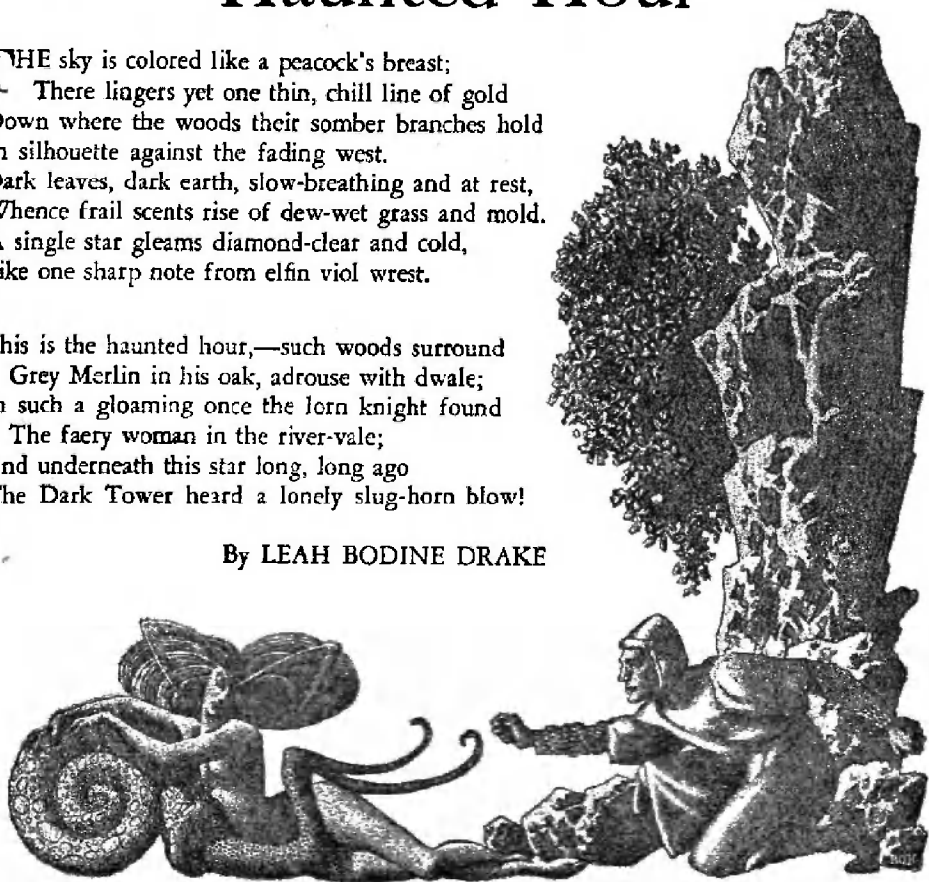 Haunted Hour
THE sky is colored like a peacock's breast;
There lingers yet one thin, chill line of gold
Down where the woods their somber branches hold
In silhouette against the fading west.
Dark leaves, dark earth, slow-breathing and at rest,
Whence frail scents rise of dew-wet grass and mold.
A single star gleams diamond-clear and cold,
Like one sharp note from elfin viol wrest.
This is the haunted hour,—such woods surround
Grey Merlin in his oak, adrouse with dwale;
In such a gloaming once the lorn knight found
The faery woman in the river-vale;
And underneath this star long, long ago
The Dark Tower heard a lonely slug-horn blow!
By LEAH BODINE DRAKE
BOK